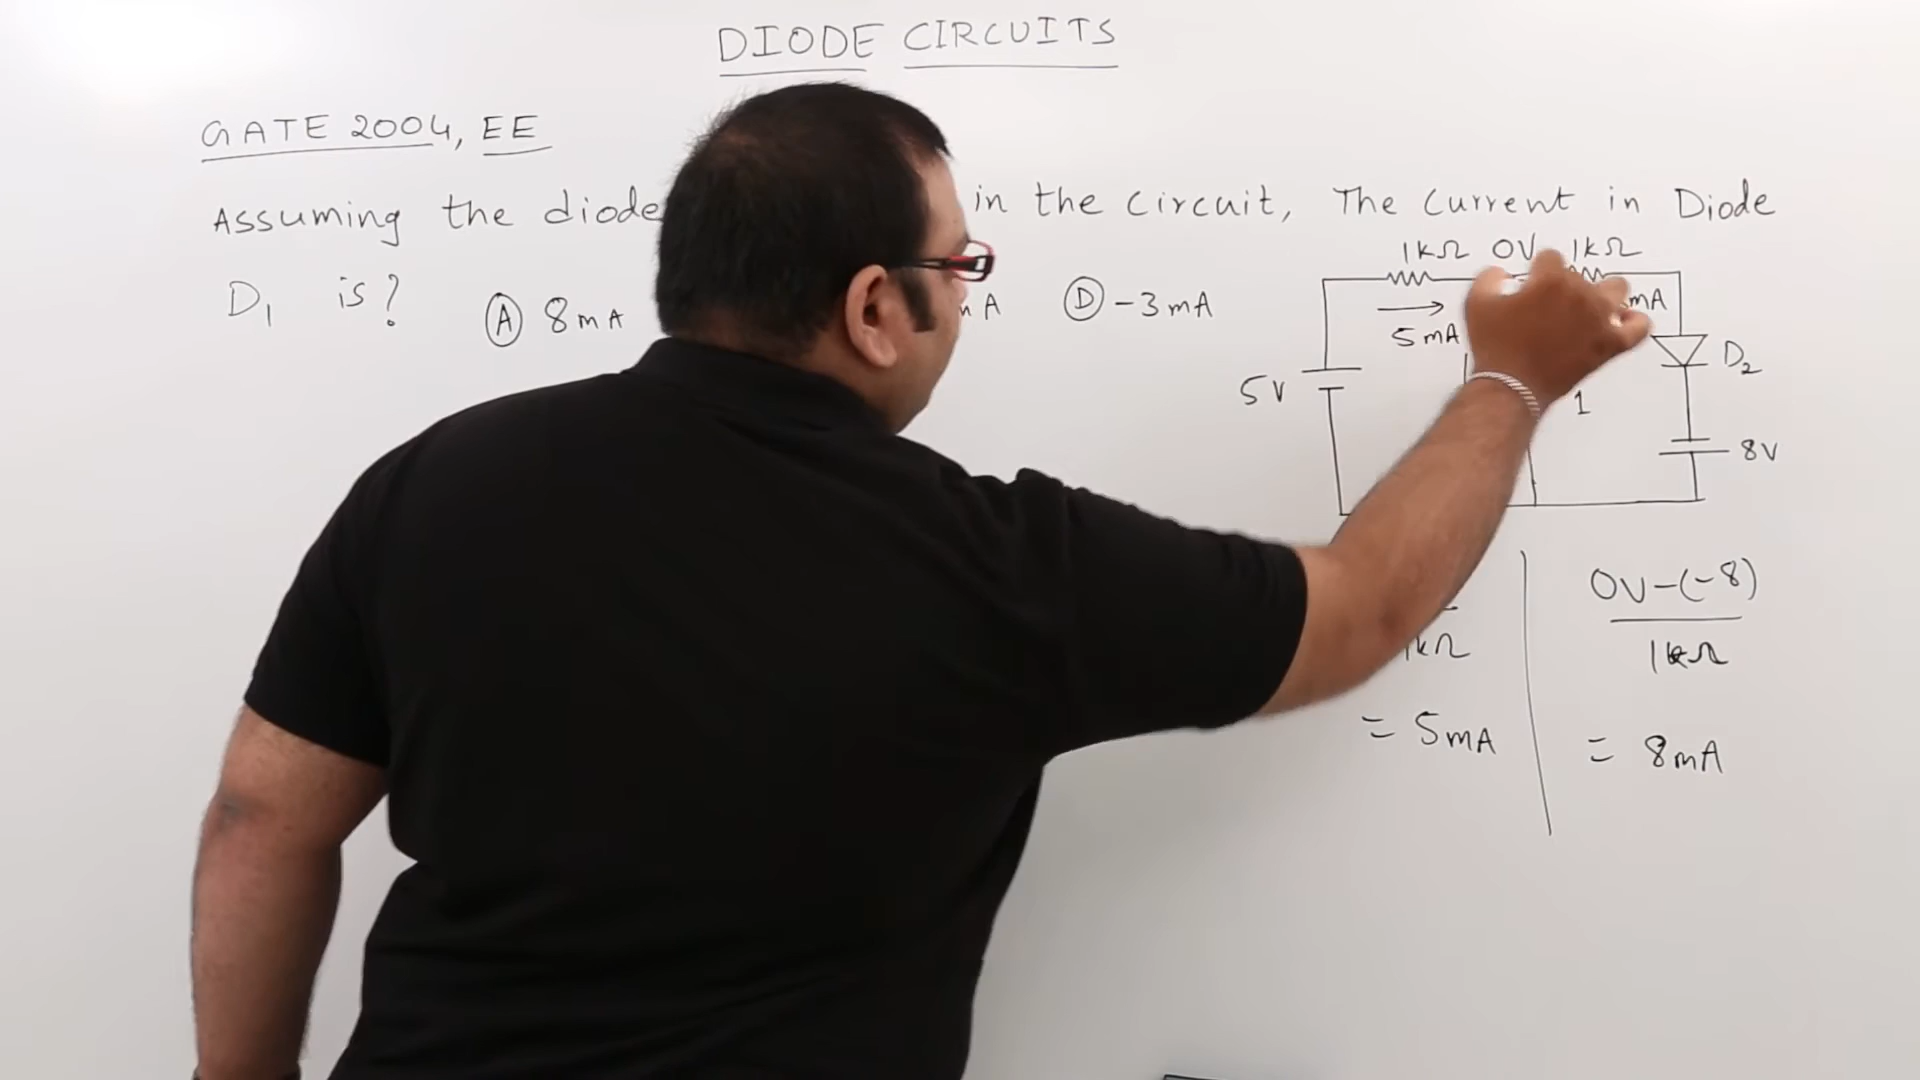 DIODE CIRCUITS
GATE 2004, EE
Assuming the diode in the circuit, The Current in Diode
D1 is?
(A) 8mA
mA
(D) -3mA
1kΩ 0V 1kΩ
5mA
mA
5V
D2
1
8V
1kΩ
= 5mA
0V-(-8)
1kΩ
= 8mA